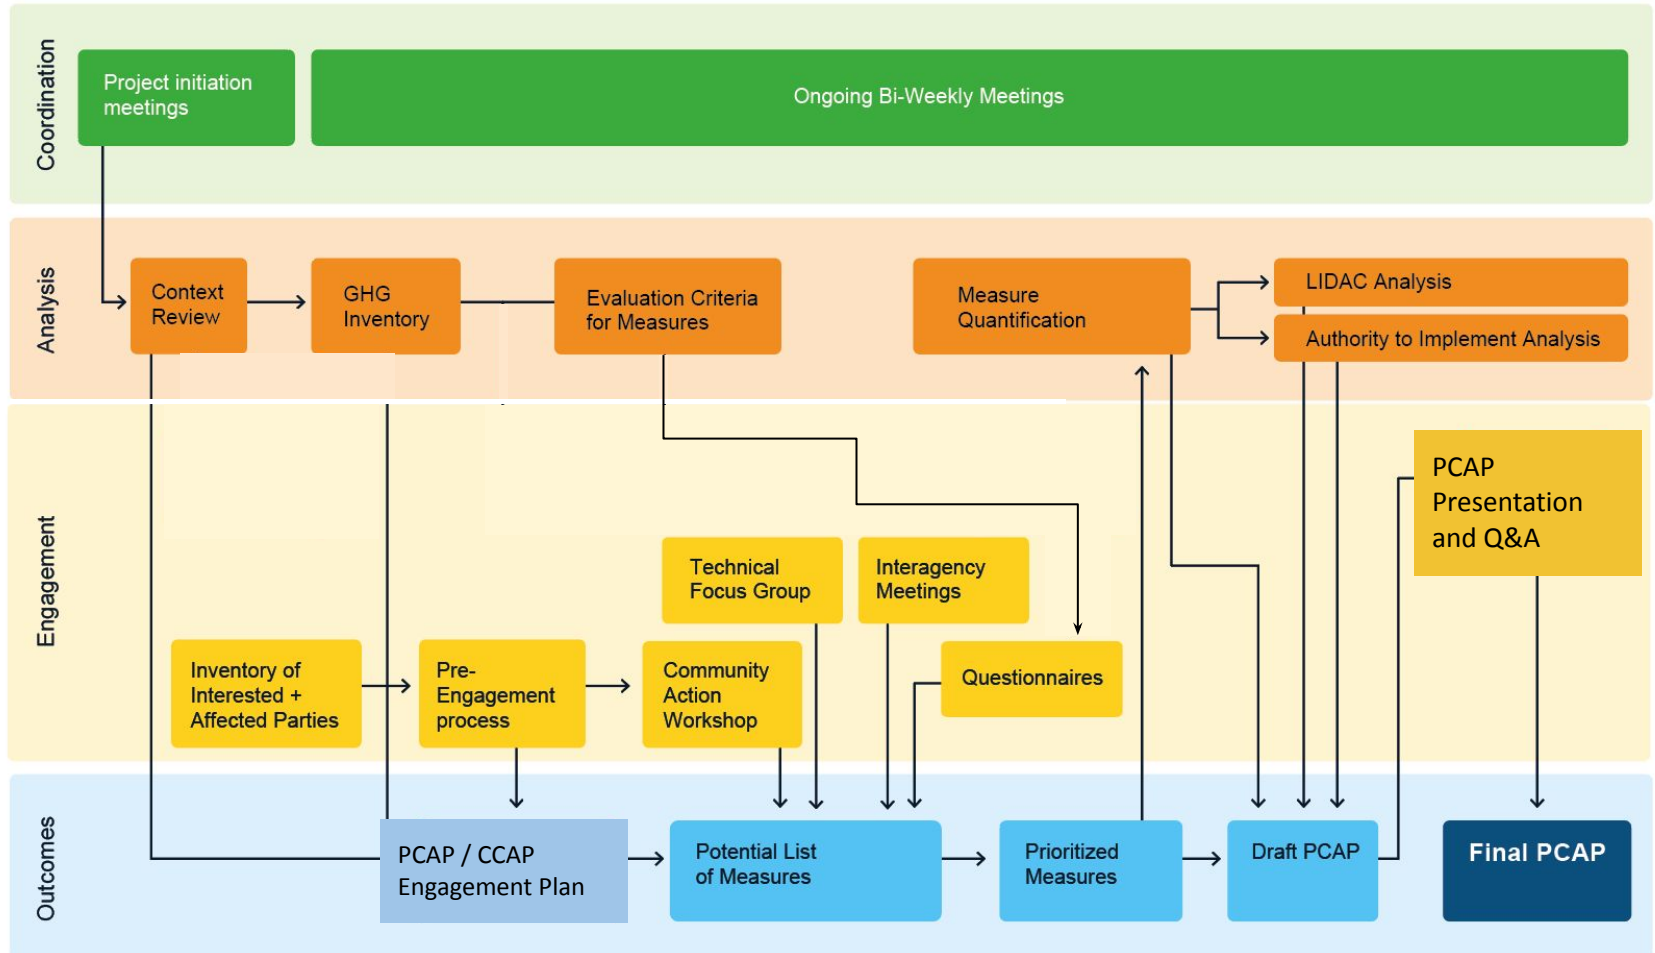 Coordination
Project initiation
meetings
Ongoing Bi-Weekly Meetings
Analysis
Context
Review
GHG
Inventory
Evaluation Criteria
for Measures
Measure
Quantification
LIDAC Analysis
Authority to Implement Analysis
Engagement
PCAP
Presentation
and Q&A
Technical
Focus Group
Interagency
Meetings
Inventory of
Interested +
Affected Parties
Pre-
Engagement
process
Community
Action
Workshop
Questionnaires
Outcomes
PCAP / CCAP
Engagement Plan
Potential List
of Measures
Prioritized
Measures
Draft PCAP
Final PCAP